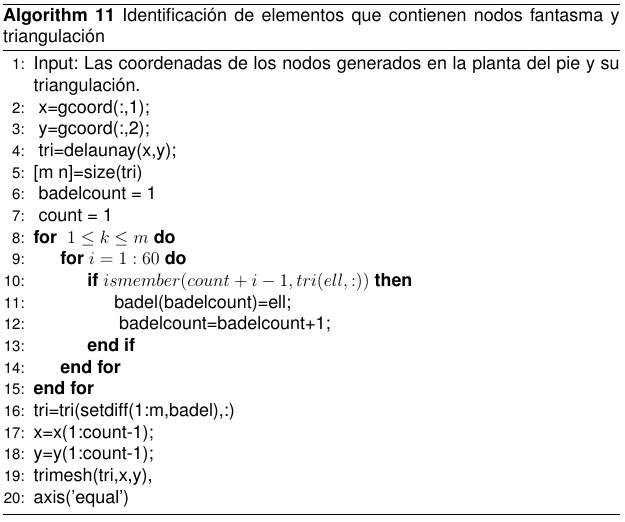 Algorithm 11 Identificación de elementos que contienen nodos fantasma y
triangulación
1: Input: Las coordenadas de los nodos generados en la planta del pie y su
triangulación.
2: x=gcoord(:,1);
3: y=gcoord(:,2);
4: tri=delaunay(x,y);
5: [m n]=size(tri)
6: badelcount = 1
7: count = 1
8: for 1 ≤ k ≤ m do
9: for i = 1 : 60 do
10: if ismember(count + i − 1, tri(ell, :)) then
11: badel(badelcount)=ell;
12: badelcount=badelcount+1;
13: end if
14: end for
15: end for
16: tri=tri(setdiff(1:m,badel),:)
17: x=x(1:count-1);
18: y=y(1:count-1);
19: trimesh(tri,x,y),
20: axis('equal')